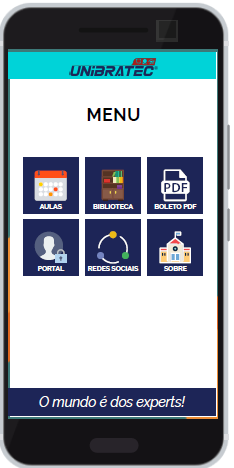 UNIBRATEC
MENU
AULAS
BIBLIOTECA
PDF
BOLETO PDF
PORTAL
REDES SOCIAIS
SOBRE
O mundo é dos experts!